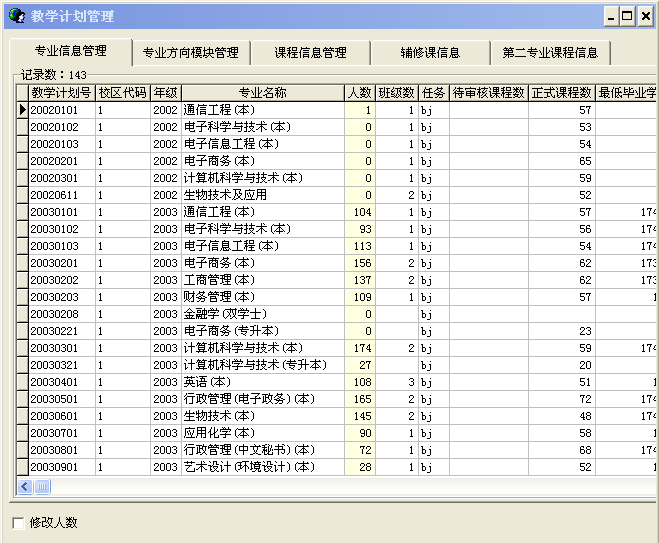 教学计划管理
专业信息管理 专业方向模块管理 课程信息管理 辅修课信息 第二专业课程信息
记录数：143
教学计划号 校区代码 年级 专业名称 人数 班级数 任务 待审核课程数 正式课程数 最低毕业学
20020101 1 2002 通信工程(本) 1 1 bj 57
20020102 1 2002 电子科学与技术(本) 0 1 bj 53
20020103 1 2002 电子信息工程(本) 0 1 bj 54
20020201 1 2002 电子商务(本) 0 1 bj 65
20020301 1 2002 计算机科学与技术(本) 0 1 bj 59
20020611 1 2002 生物技术及应用 0 2 bj 52
20030101 1 2003 通信工程(本) 104 1 bj 57 174
20030102 1 2003 电子科学与技术(本) 93 1 bj 56 174
20030103 1 2003 电子信息工程(本) 113 1 bj 54 174
20030201 1 2003 电子商务(本) 156 2 bj 62 173
20030202 1 2003 工商管理(本) 137 2 bj 62 174
20030203 1 2003 财务管理(本) 109 1 bj 57 1
20030208 1 2003 金融学(双学士) 0 bj
20030221 1 2003 电子商务(专升本) 0 bj 23
20030301 1 2003 计算机科学与技术(本) 174 2 bj 59 174
20030321 1 2003 计算机科学与技术(专升本) 27 bj 20
20030401 1 2003 英语(本) 108 3 bj 51 1
20030501 1 2003 行政管理(电子政务)(本) 165 2 bj 72 174
20030601 1 2003 生物技术(本) 145 2 bj 48 174
20030701 1 2003 应用化学(本) 90 1 bj 58 1
20030801 1 2003 行政管理(中文秘书)(本) 72 1 bj 68 174
20030901 1 2003 艺术设计(环境设计)(本) 28 1 bj 52 1
修改人数